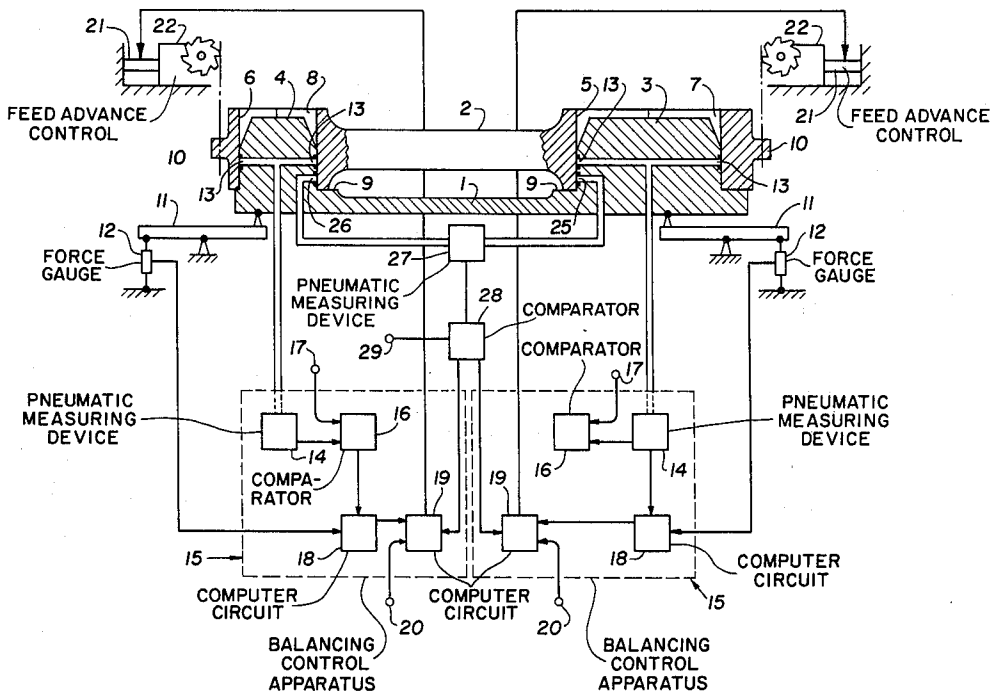 21
22
22
FEED ADVANCE
CONTROL
FEED ADVANCE
CONTROL
21
6
4
8
13
2
5
13
3
7
10
10
13
13
9
1
9
26
25
11
11
12
FORCE
GAUGE
12
FORCE
GAUGE
27
PNEUMATIC
MEASURING
DEVICE
28
COMPARATOR
29
COMPARATOR
17
17
PNEUMATIC
MEASURING
DEVICE
PNEUMATIC
MEASURING
DEVICE
14
16
16
14
COMPA-
RATOR
19
19
15
18
18
COMPUTER
CIRCUIT
COMPUTER
CIRCUIT
COMPUTER
CIRCUIT
15
20
20
BALANCING
CONTROL
APPARATUS
BALANCING
CONTROL
APPARATUS